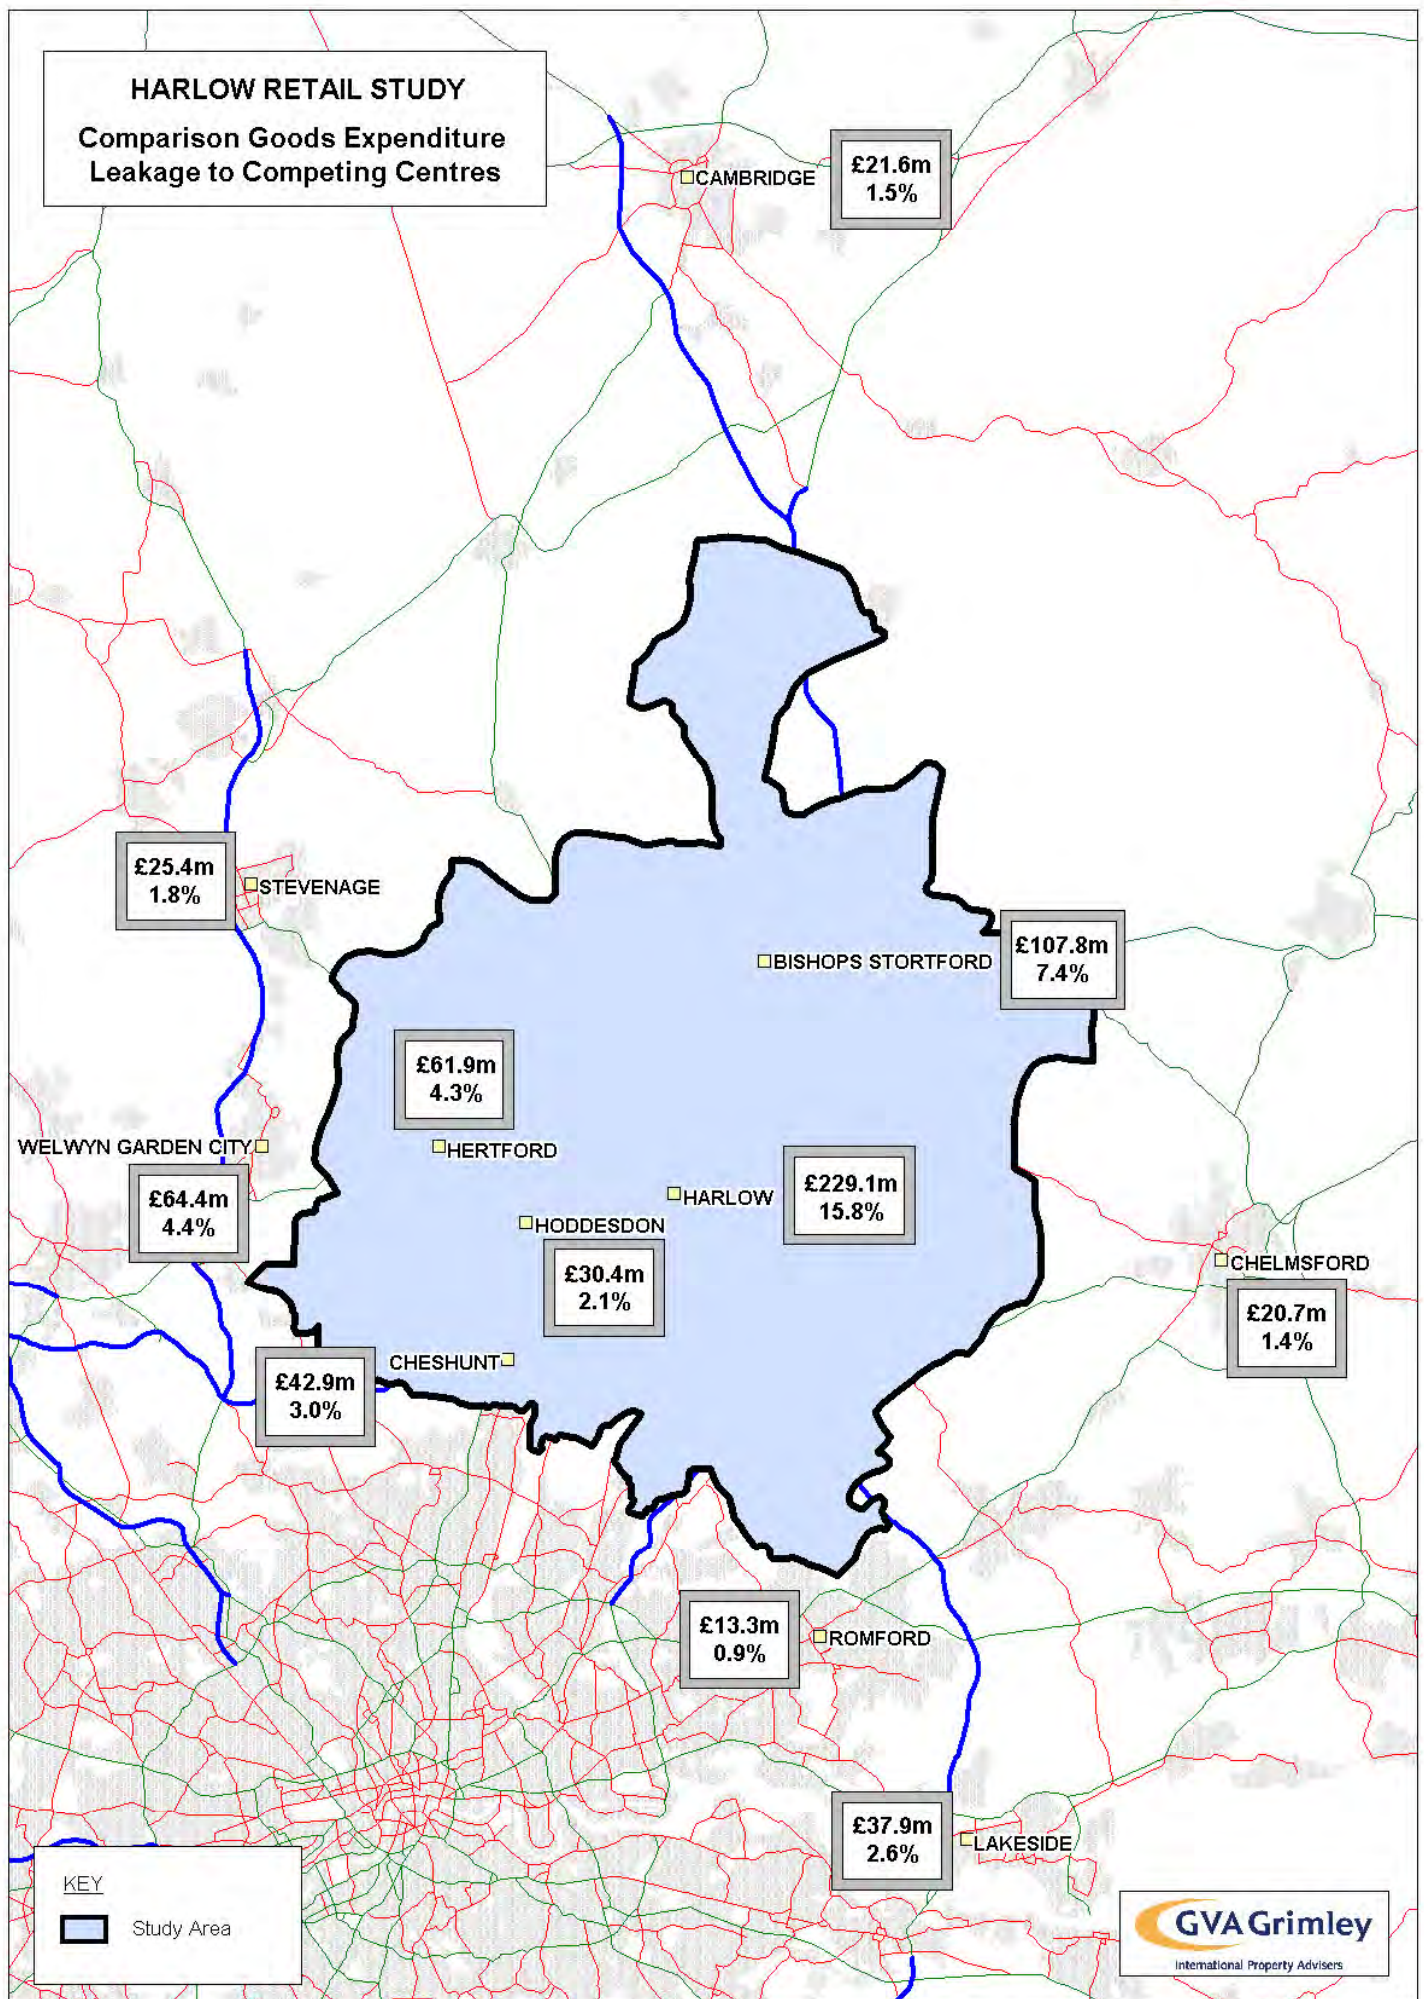 HARLOW RETAIL STUDY
Comparison Goods Expenditure
Leakage to Competing Centres
CAMBRIDGE
£21.6m
1.5%
£25.4m
1.8%
STEVENAGE
BISHOPS STORTFORD
£107.8m
7.4%
£61.9m
4.3%
HERTFORD
WELWYN GARDEN CITY
£64.4m
4.4%
HARLOW
£229.1m
15.8%
HODDESDON
£30.4m
2.1%
CHELMSFORD
£20.7m
1.4%
CHESHUNT
£42.9m
3.0%
£13.3m
0.9%
ROMFORD
£37.9m
2.6%
LAKESIDE
KEY
Study Area
GVA Grimley
International Property Advisers